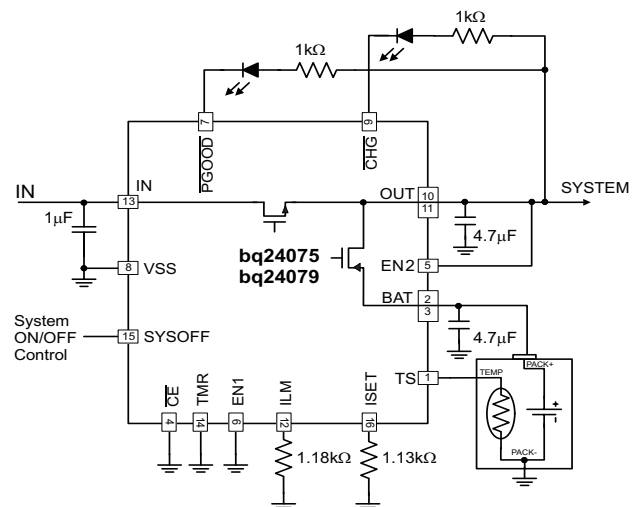 1kΩ
1kΩ
7
9
PGOOD
CHG
IN
IN
13
OUT
10
11
SYSTEM
1μF
4.7μF
bq24075
bq24079
EN2
5
8
VSS
BAT
2
3
System
ON/OFF
Control
15
SYSOFF
4.7μF
TS
1
TEMP
PACK+
+
-
PACK-
CE
TMR
EN1
ILM
ISET
4
14
6
12
16
1.18kΩ
1.13kΩ